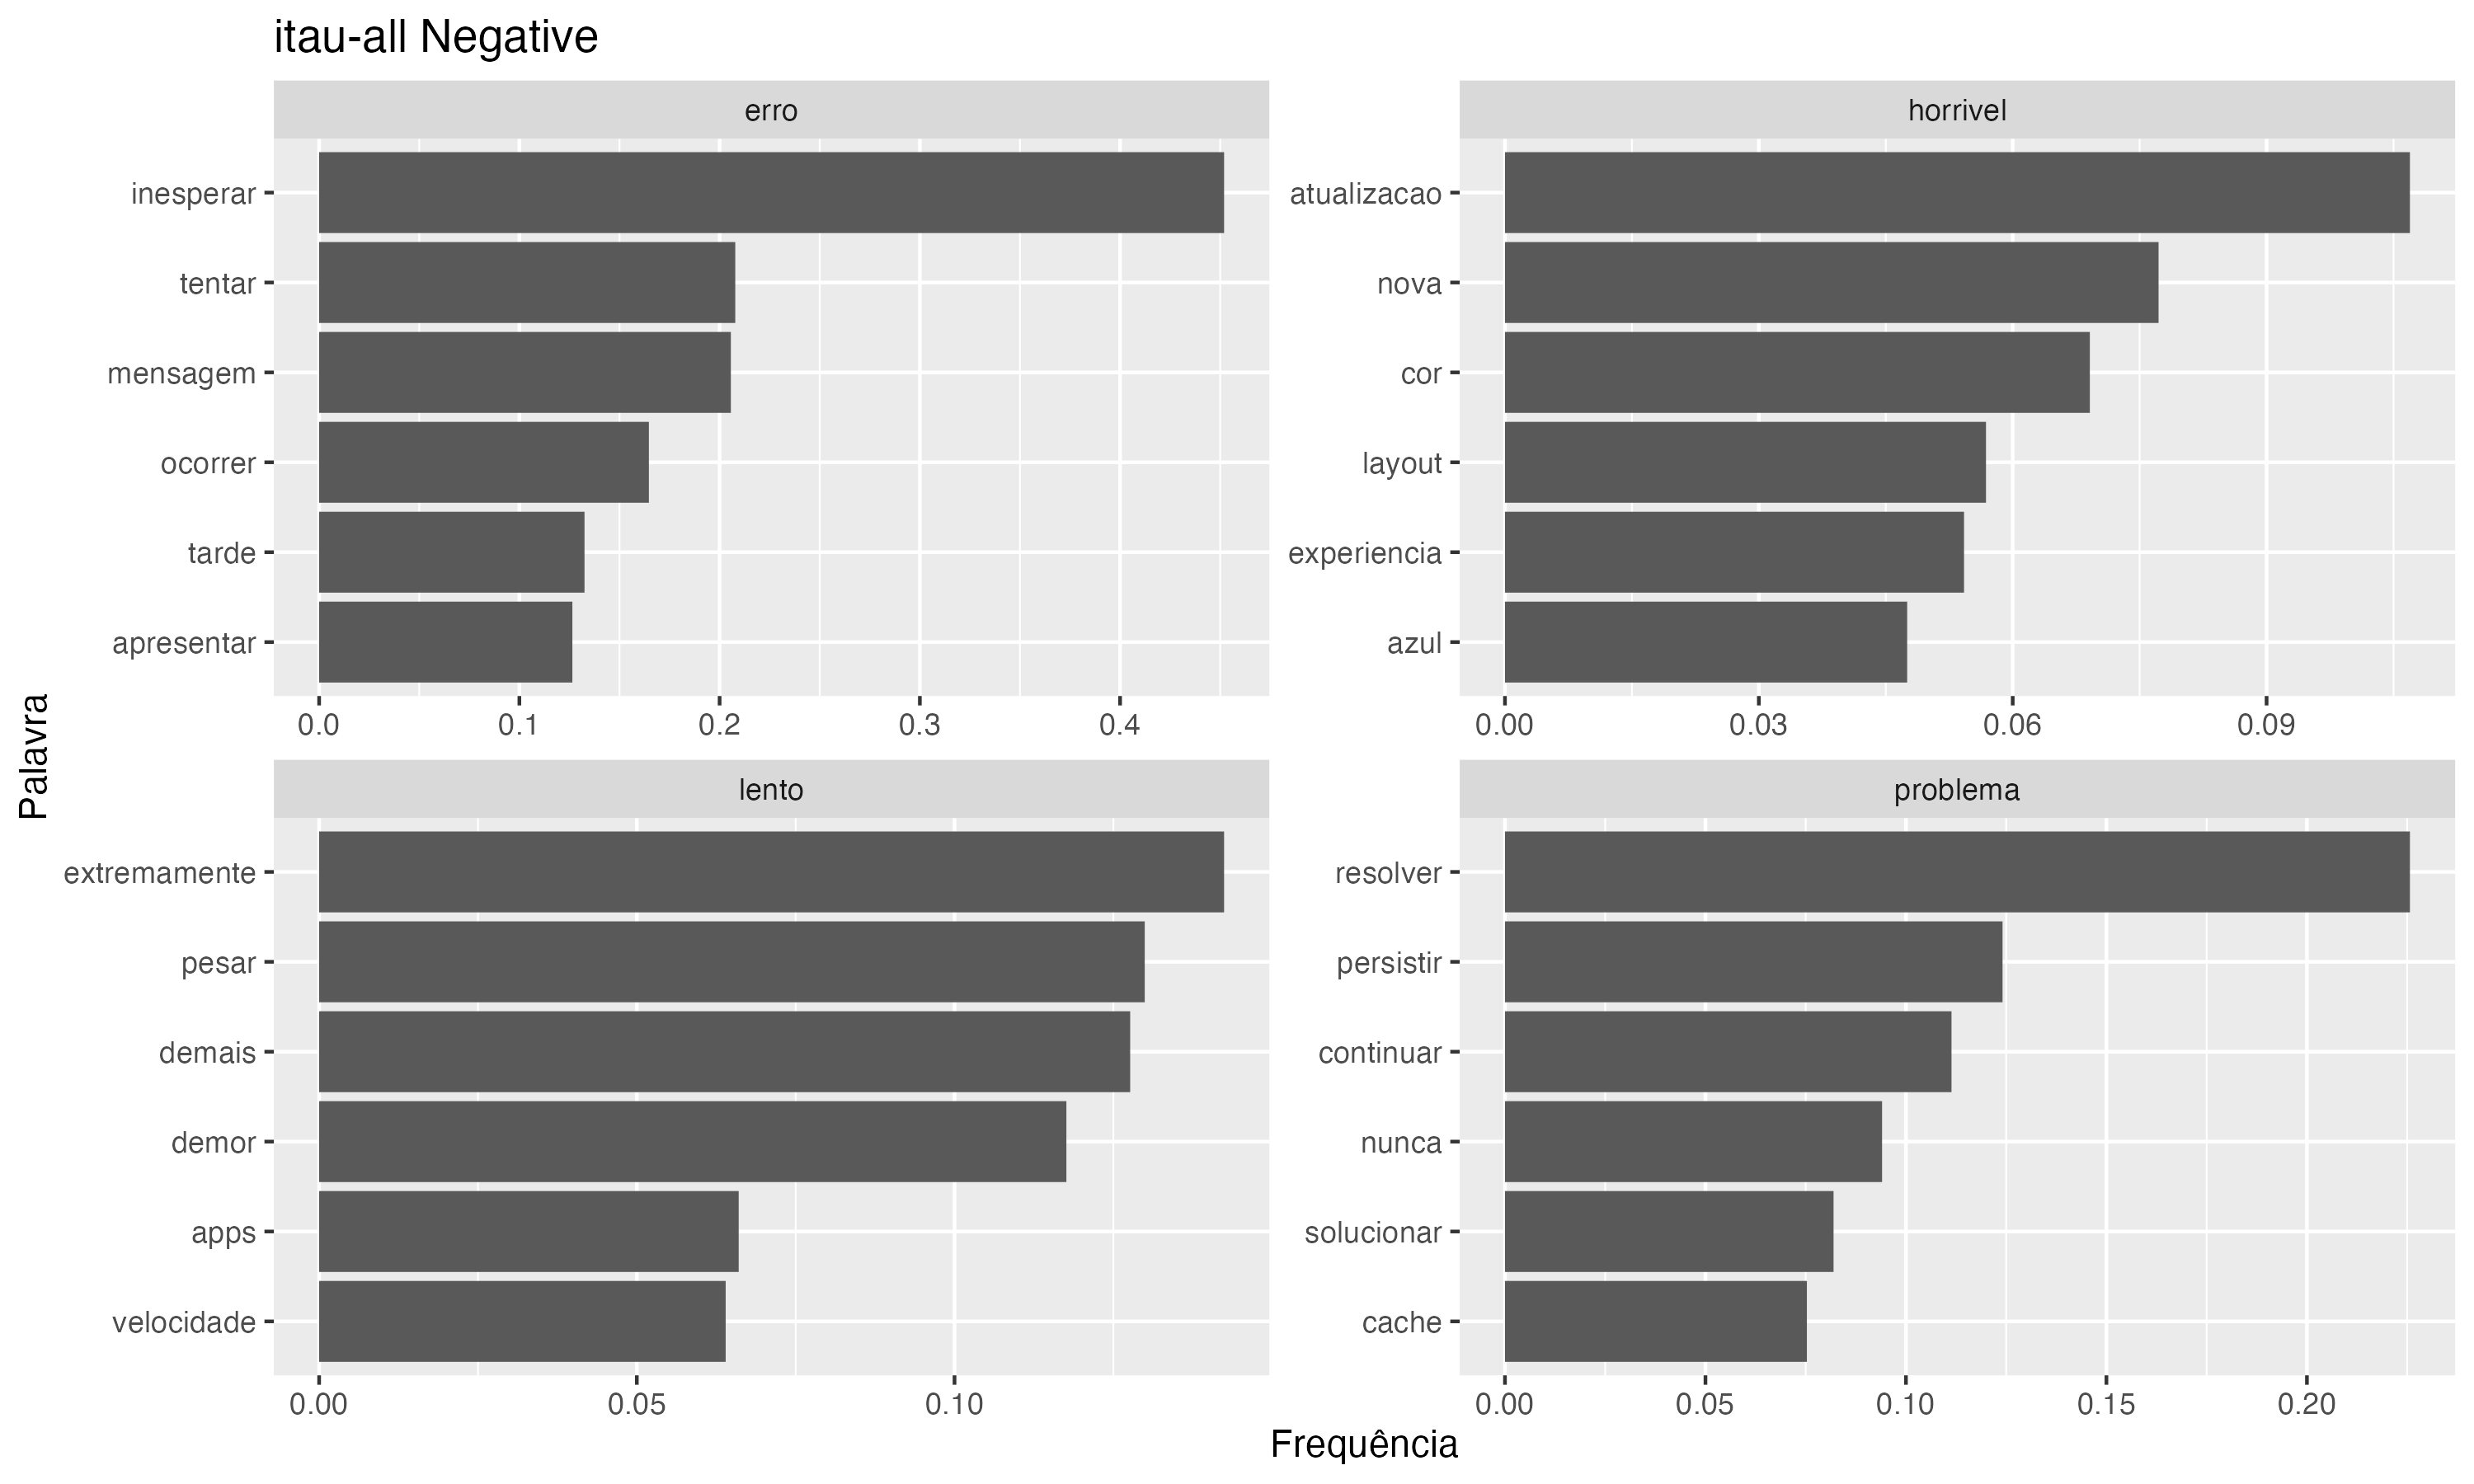 itau-all Negative
erro
inesperar
tentar
mensagem
ocorrer
tarde
apresentar
0.0 0.1 0.2 0.3 0.4
horrivel
atualizacao
nova
cor
layout
experiencia
azul
0.00 0.03 0.06 0.09
lento
extremamente
pesar
demais
demor
apps
velocidade
0.00 0.05 0.10
problema
resolver
persistir
continuar
nunca
solucionar
cache
0.00 0.05 0.10 0.15 0.20
Palavra
Frequência